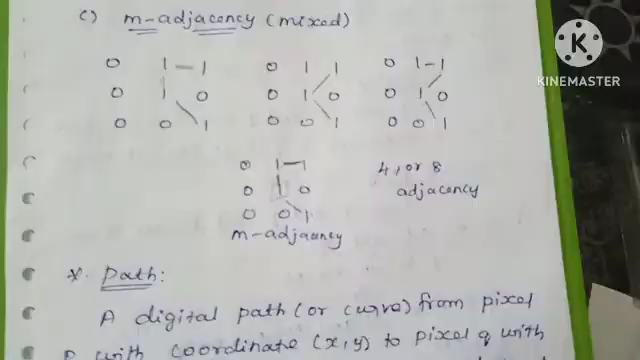 c) m-adjacency (mixed)
0 1 - 1 0 1 1 0 1 - 1
0 1 0 0 1 0 0 1 0
0 0 1 0 0 1 0 0 1
0 1 - 1
0 1 0
0 0 1
4, or 8
adjacency
m-adjacency
* Path:
A digital path (or curve) from pixel
P with coordinate (x,y) to pixel q with
K
KINEMASTER